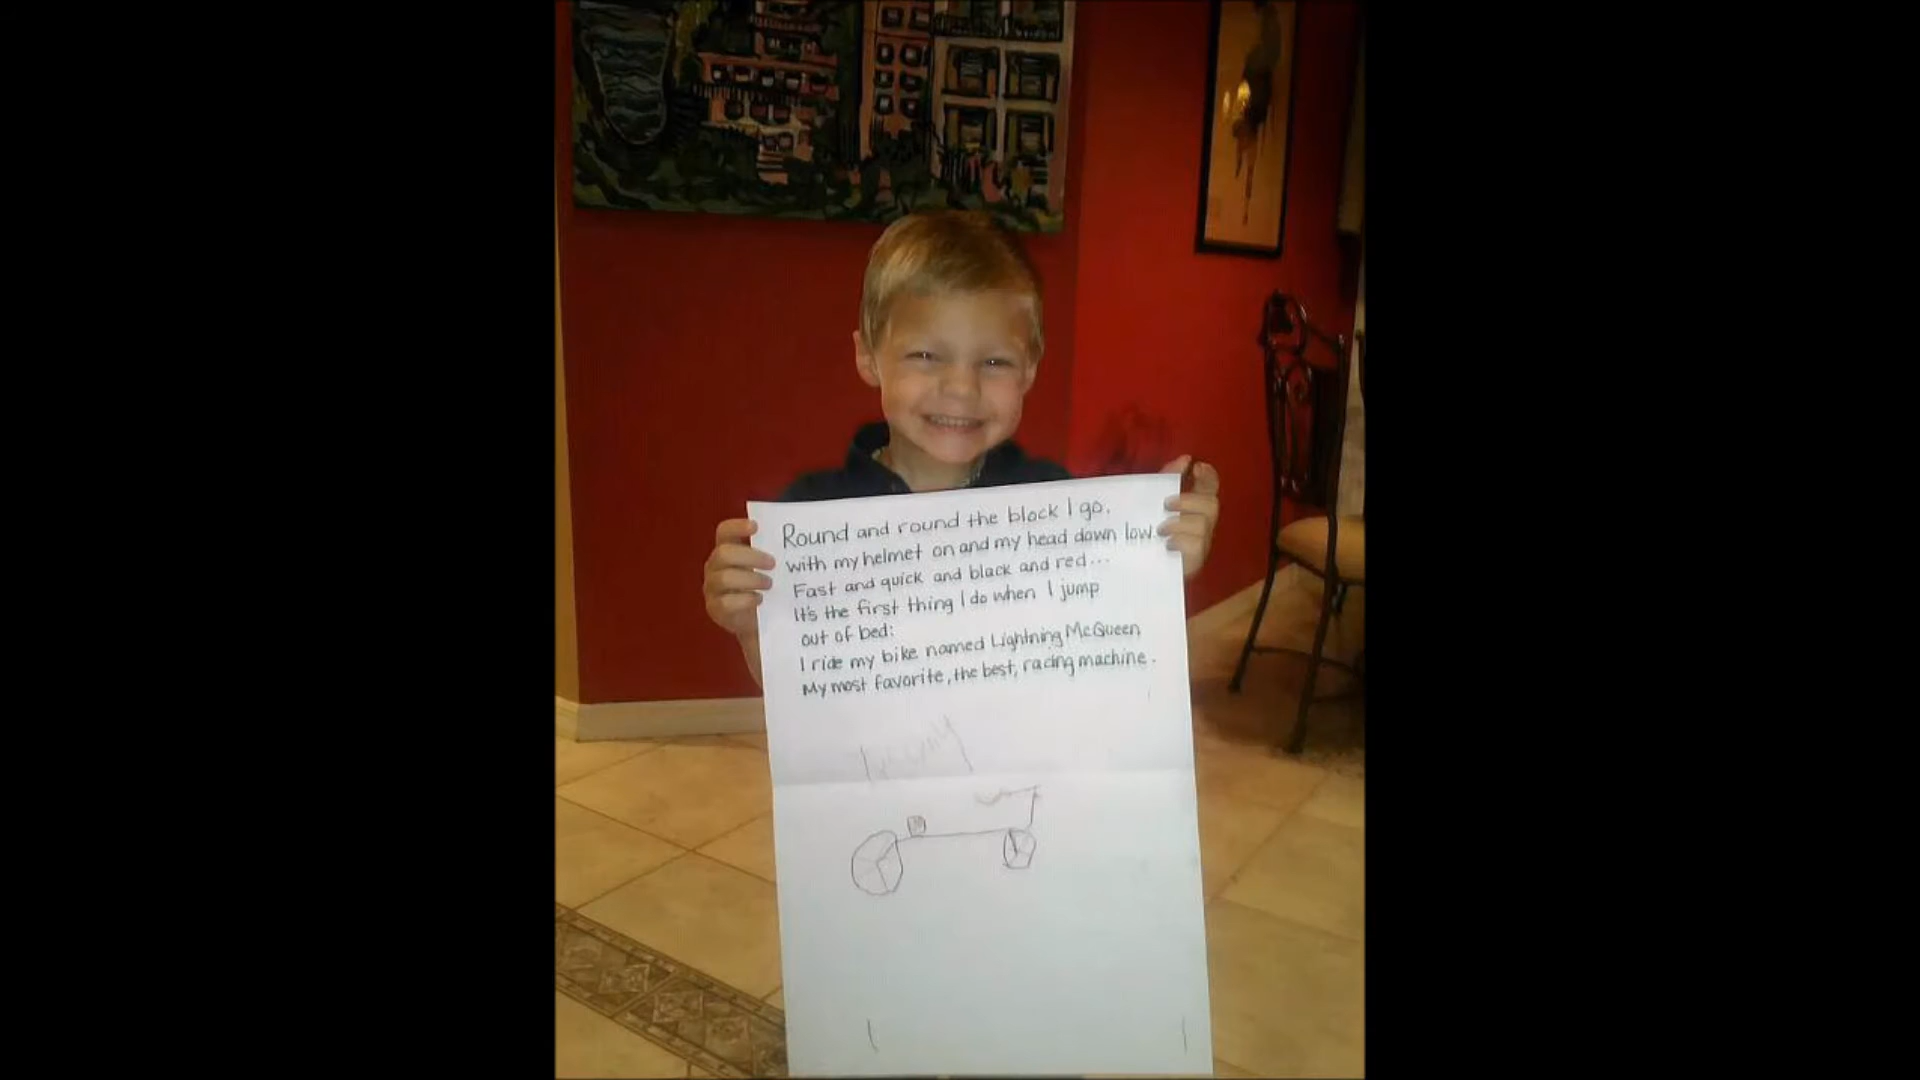 Round and round the block I go,
with my helmet on and my head down low.
Fast and quick and black and red...
It's the first thing I do when I jump
out of bed:
I ride my bike named Lightning McQueen,
My most favorite, the best, racing machine.